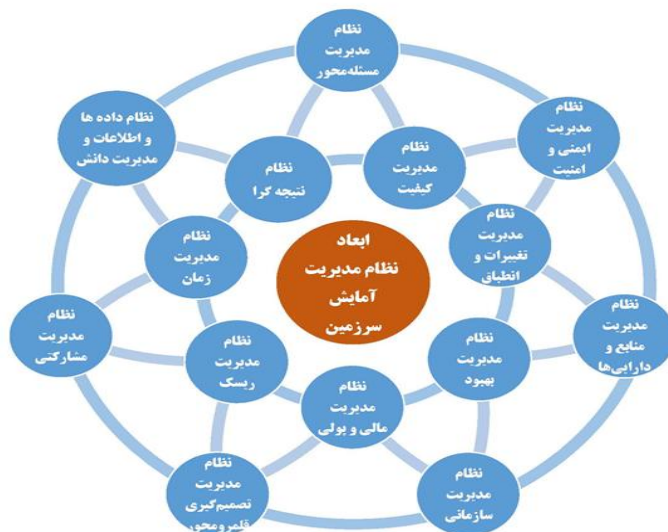 نظام
مدیریت
مسئله‌محور
نظام داده ها
و اطلاعات و
مدیریت دانش
نظام
مدیریت
ایمنی و
امنیت
نظام
نتیجه گرا
نظام
مدیریت
کیفیت
نظام
مدیریت
زمان
ابعاد
نظام مدیریت
آمایش
سرزمین
نظام
مدیریت
تغییرات و
انطباق
نظام
مدیریت
مشارکتی
نظام
مدیریت
منابع و
دارایی‌ها
نظام
مدیریت
ریسک
نظام
مدیریت
بهبود
نظام
مدیریت
مالی و پولی
نظام
مدیریت
تصمیم‌گیری
قلمرومحور
نظام
مدیریت
سازمانی